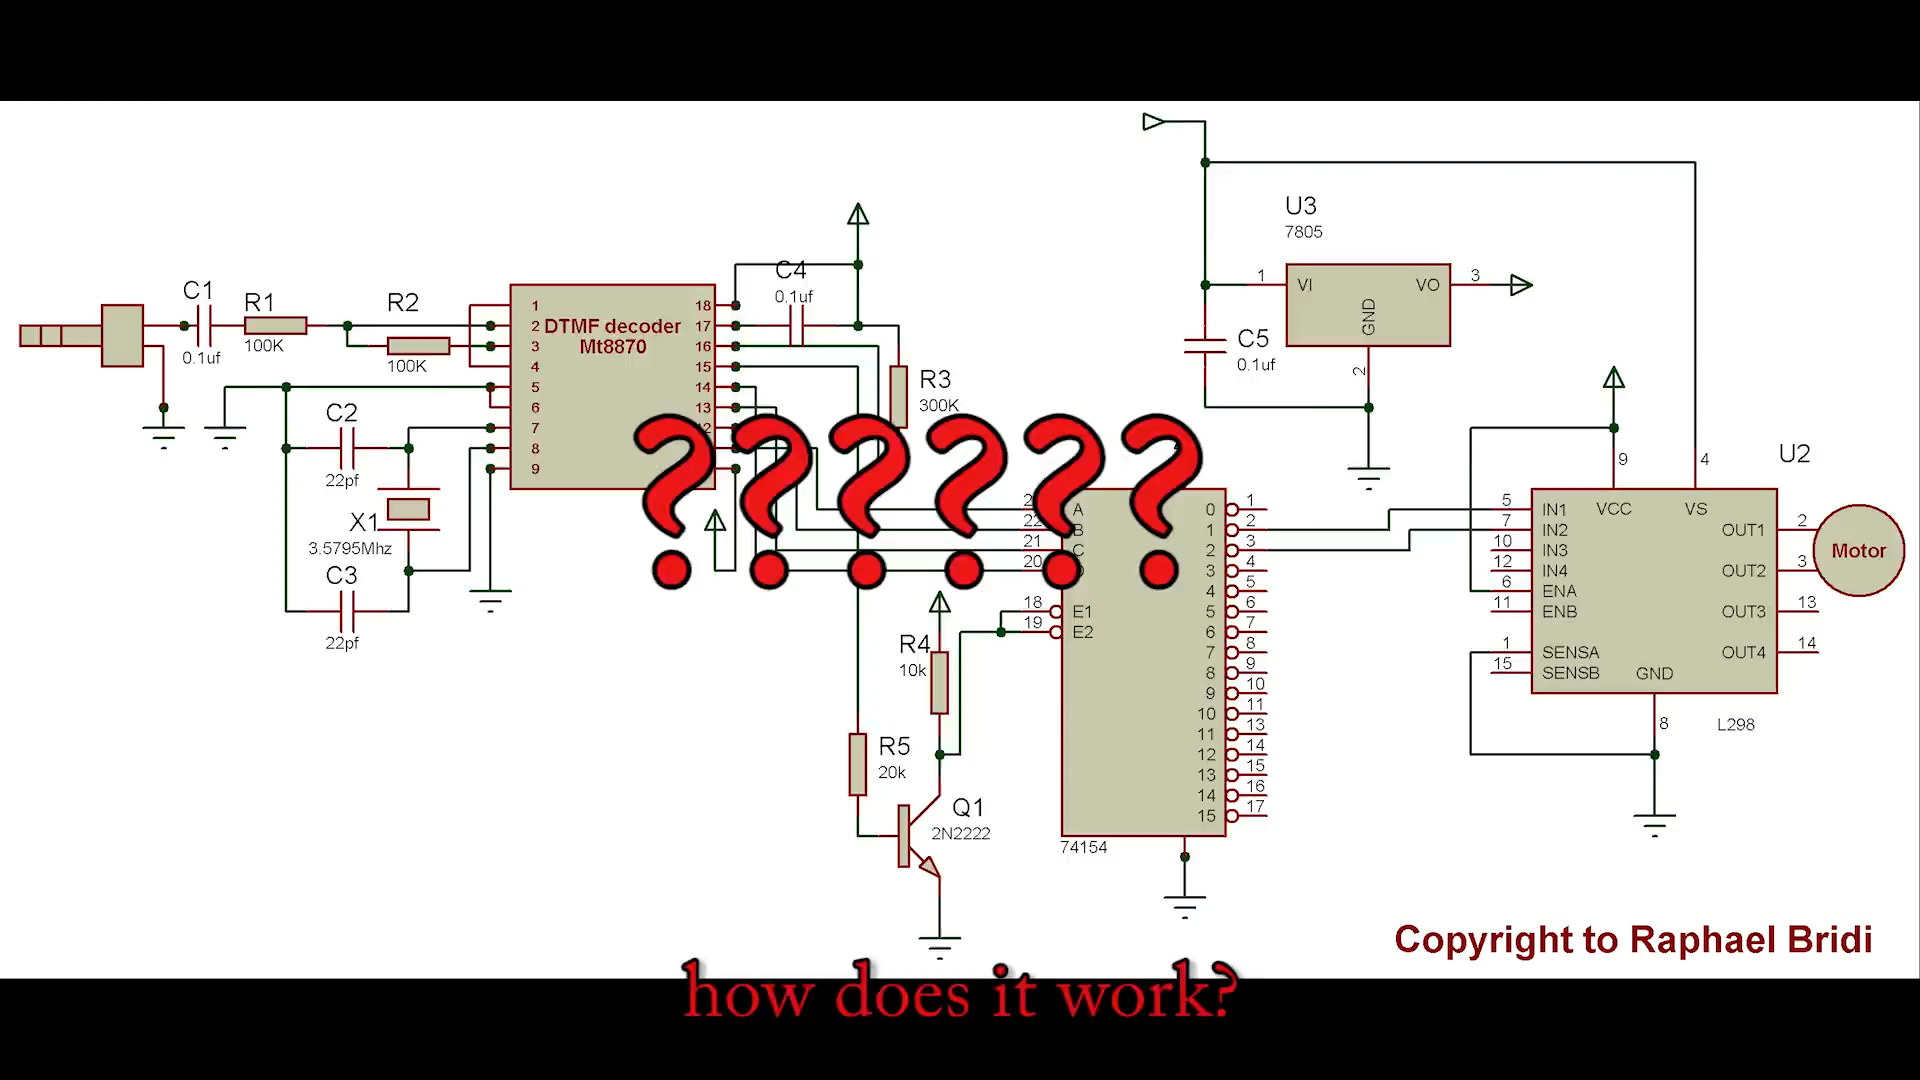 C1
0.1uf
R1
100K
R2
100K
C2
22pf
X1
3.5795Mhz
C3
22pf
DTMF decoder
Mt8870
1
2
3
4
5
6
7
8
9
18
17
16
15
14
13
C4
0.1uf
R3
300K
R4
10k
R5
20k
Q1
2N2222
21
20
18
19
A
B
C
E1
E2
0
1
2
3
4
5
6
7
8
9
10
11
12
13
14
15
1
2
3
4
5
6
7
8
9
10
11
13
14
15
16
17
74154
U3
7805
1
VI
VO
3
GND
2
C5
0.1uf
U2
9
4
5
7
10
12
6
11
1
15
IN1
IN2
IN3
IN4
ENA
ENB
SENSA
SENSB
VCC
VS
OUT1
OUT2
OUT3
OUT4
GND
2
3
13
14
8
L298
Motor
??????
Copyright to Raphael Bridi
how does it work?